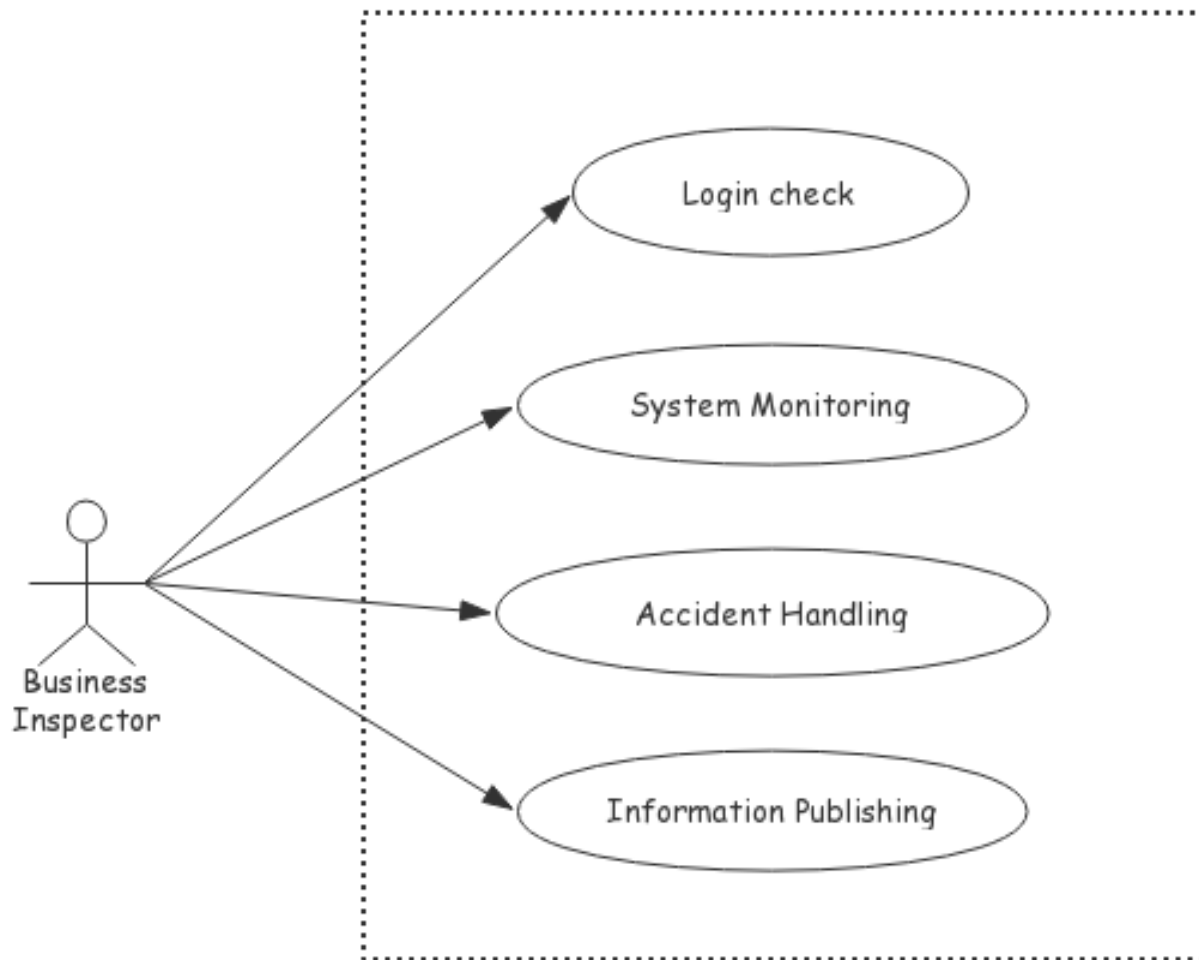 Login check
System Monitoring
Accident Handling
Business
Inspector
Information Publishing